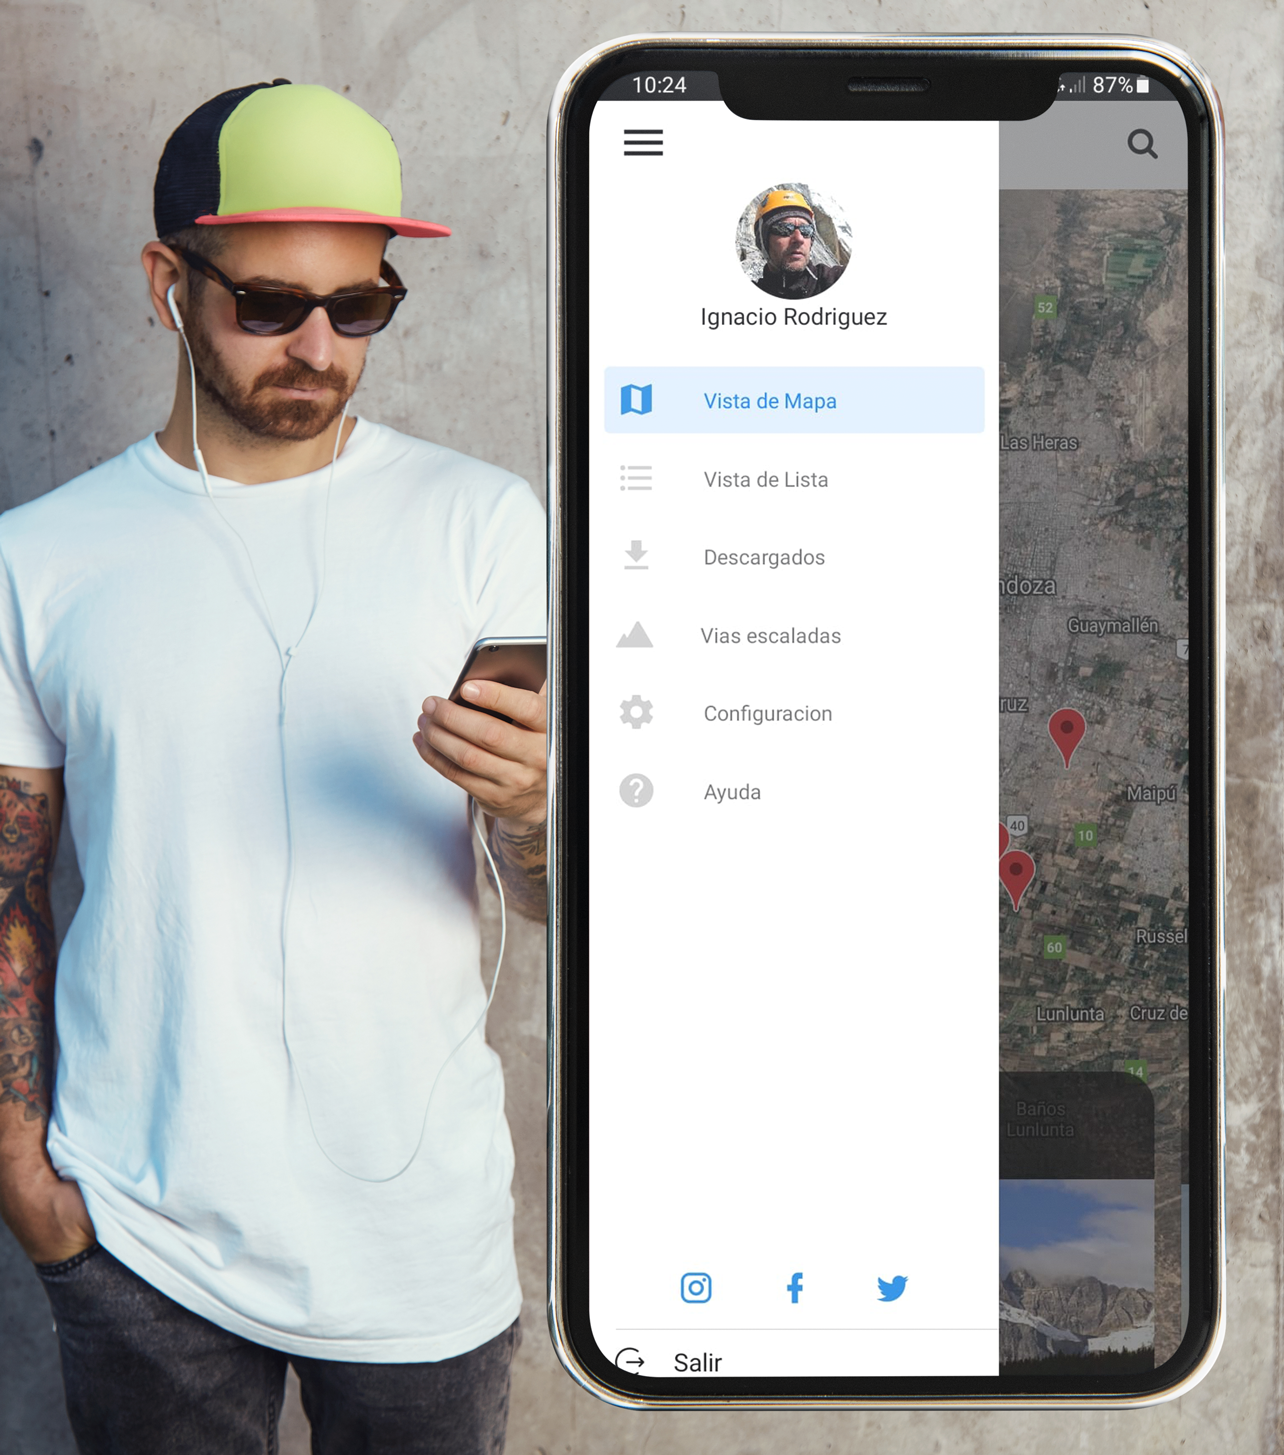 10:24
87%
Ignacio Rodriguez
52
Vista de Mapa
Las Heras
Vista de Lista
Descargados
ndoza
Guaymallén
Vias escaladas
7
ruz
Configuracion
Ayuda
Maipú
40
10
Russel
60
Lunlunta
Cruz de
14
Baños
Lunlunta
Salir